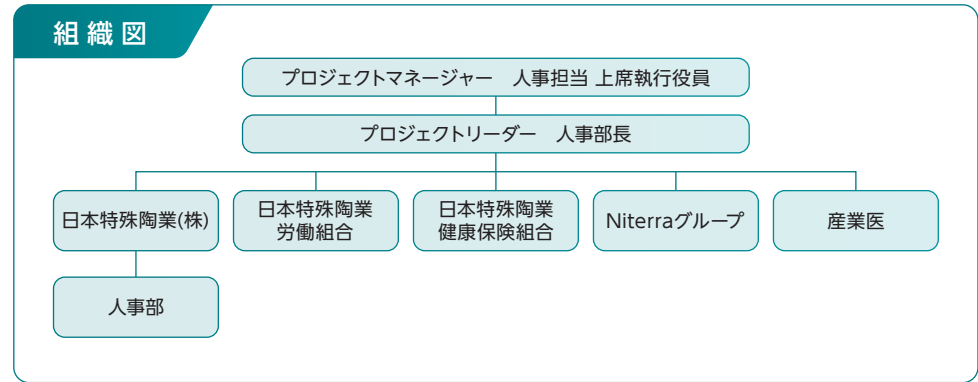 組織図
プロジェクトマネージャー　人事担当 上席執行役員
プロジェクトリーダー　人事部長
日本特殊陶業(株)
日本特殊陶業
労働組合
日本特殊陶業
健康保険組合
Niterraグループ
産業医
人事部